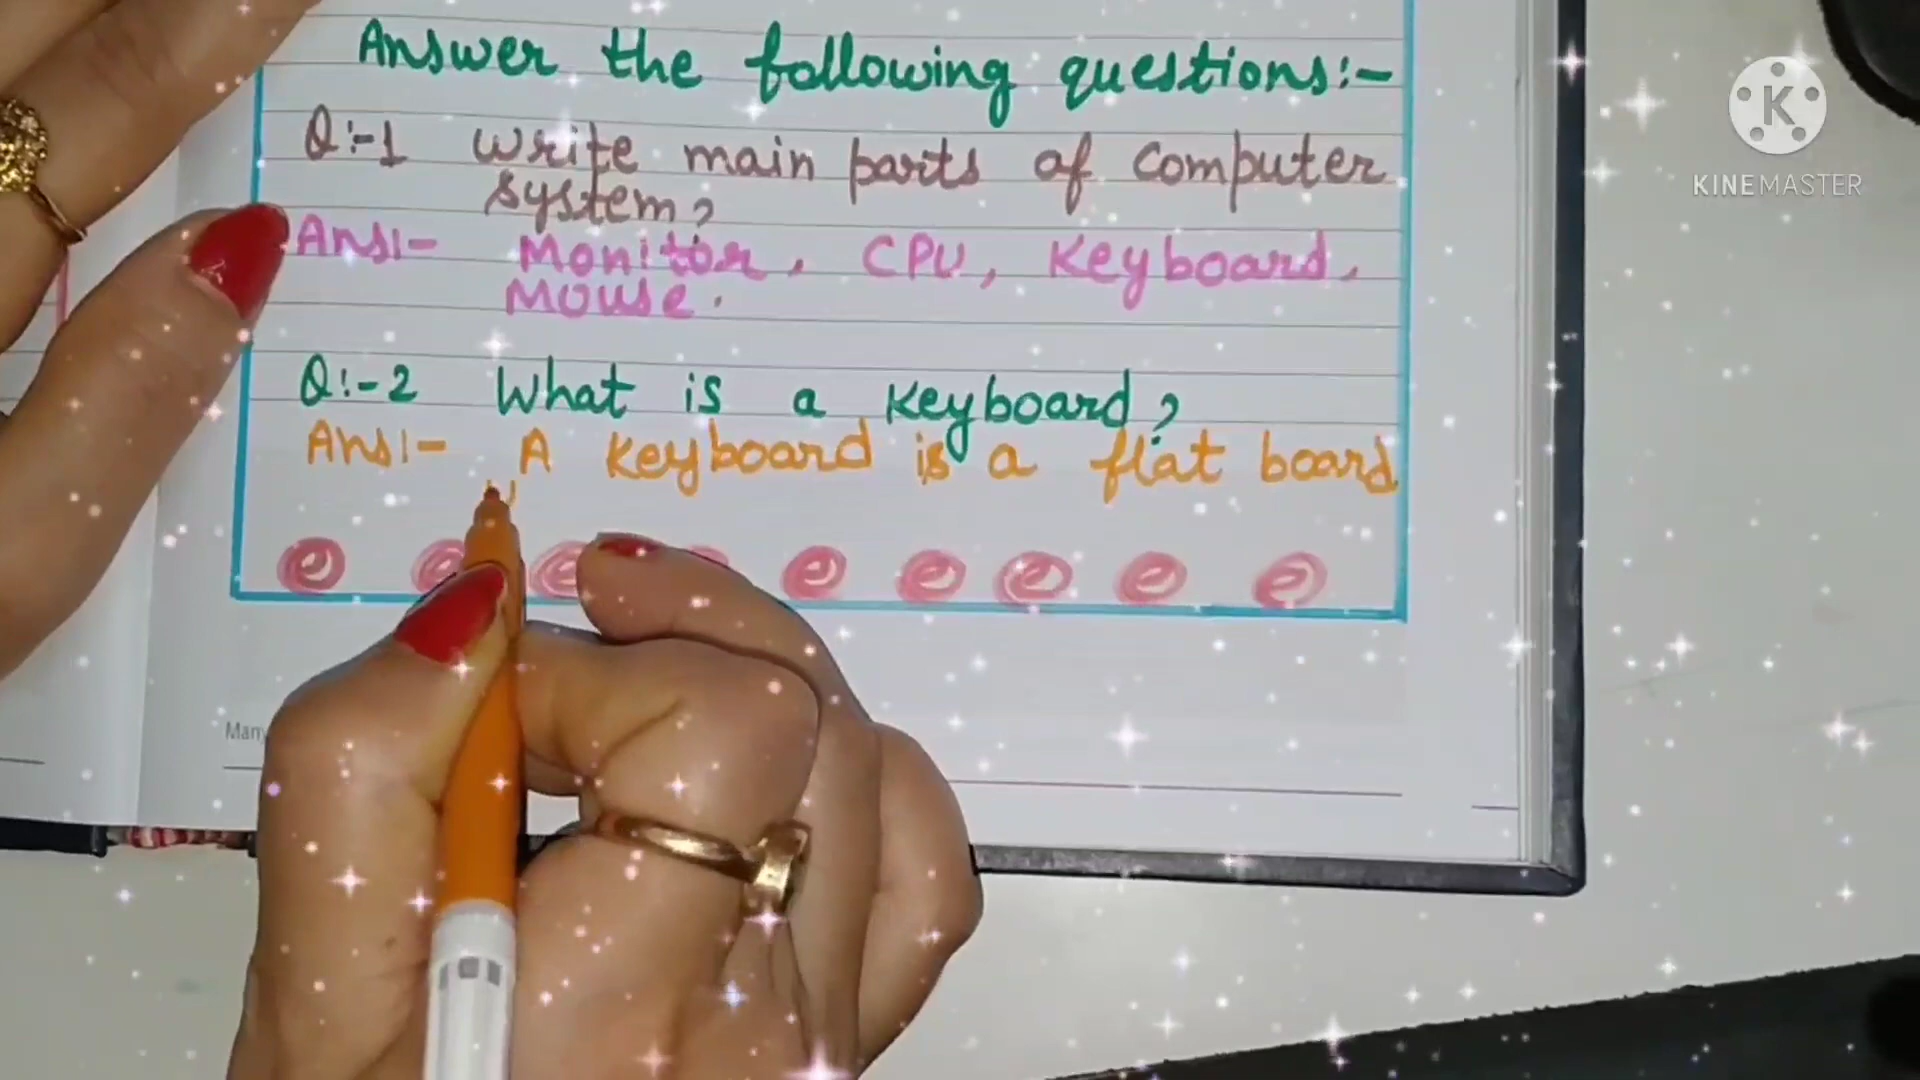 Answer the following questions:-
Q:-1 Write main parts of computer
system?
Ans:- Monitor, CPU, Keyboard,
Mouse.
Q:-2 What is a keyboard?
Ans:- A keyboard is a flat board
K
KINEMASTER